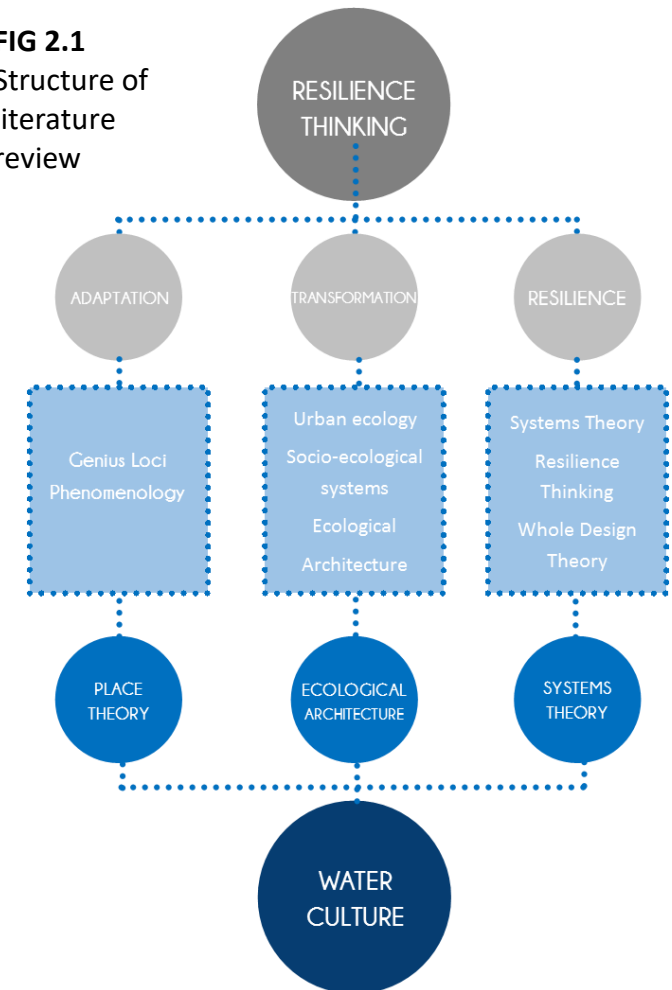 FIG 2.1
Structure of
literature
review
RESILIENCE
THINKING
ADAPTATION
TRANSFORMATION
RESILIENCE
Genius Loci
Phenomenology
Urban ecology
Socio-ecological
systems
Ecological
Architecture
Systems Theory
Resilience
Thinking
Whole Design
Theory
PLACE
THEORY
ECOLOGICAL
ARCHITECTURE
SYSTEMS
THEORY
WATER
CULTURE